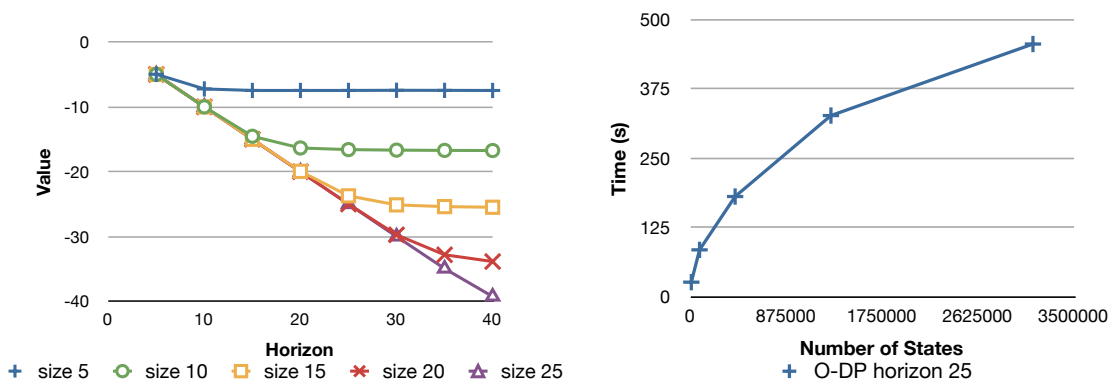 0
-10
-20
-30
-40
Value
0 10 20 30 40
Horizon
size 5 size 10 size 15 size 20 size 25
500
375
250
125
0
Time (s)
0 875000 1750000 2625000 3500000
Number of States
O-DP horizon 25